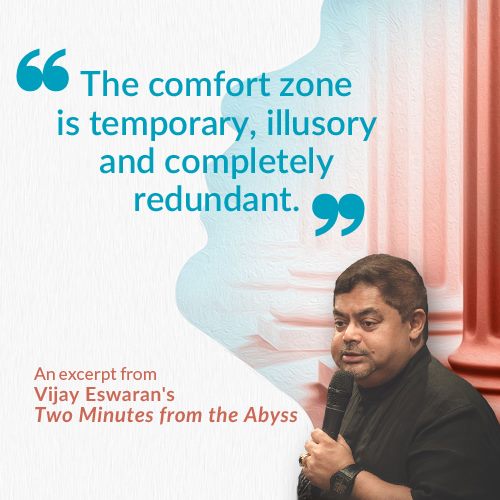 “ The comfort zone
is temporary, illusory
and completely
redundant. ”
An excerpt from
Vijay Eswaran's
Two Minutes from the Abyss